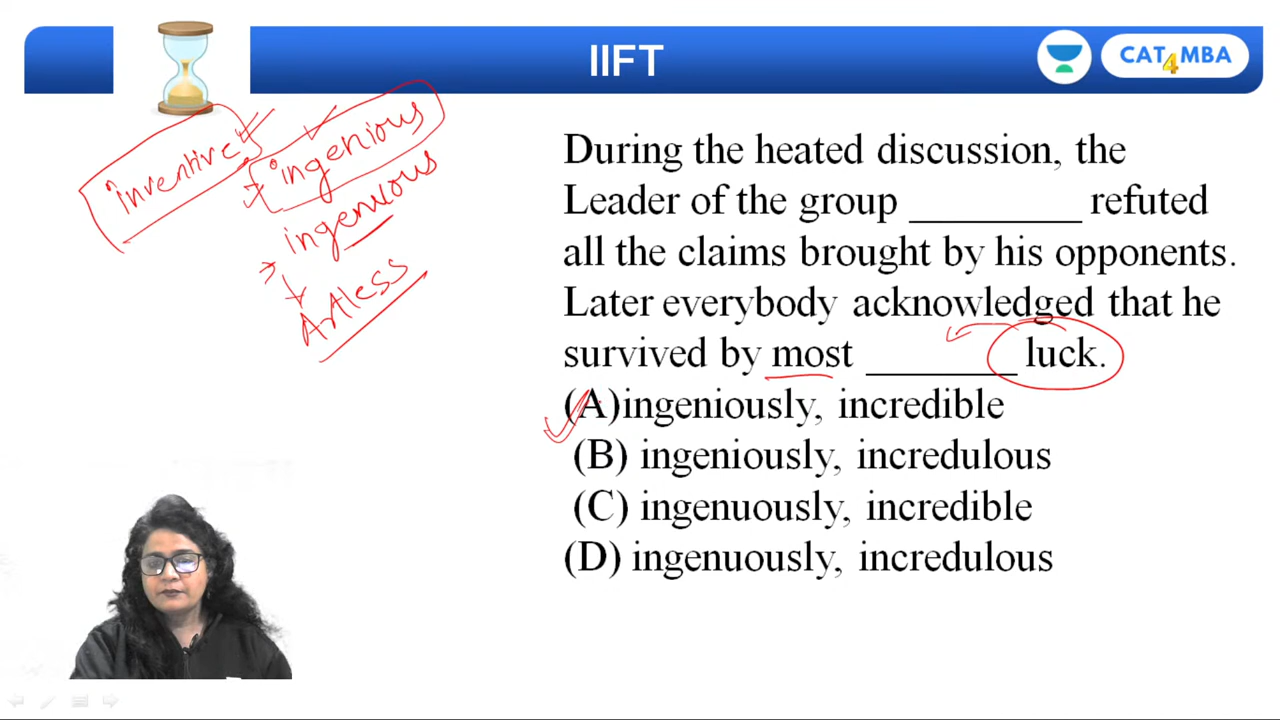 IIFT
CAT4MBA
inventive
ingenious
ingenuous
Artless
During the heated discussion, the
Leader of the group ________ refuted
all the claims brought by his opponents.
Later everybody acknowledged that he
survived by most _______ luck.
(A)ingeniously, incredible
(B) ingeniously, incredulous
(C) ingenuously, incredible
(D) ingenuously, incredulous